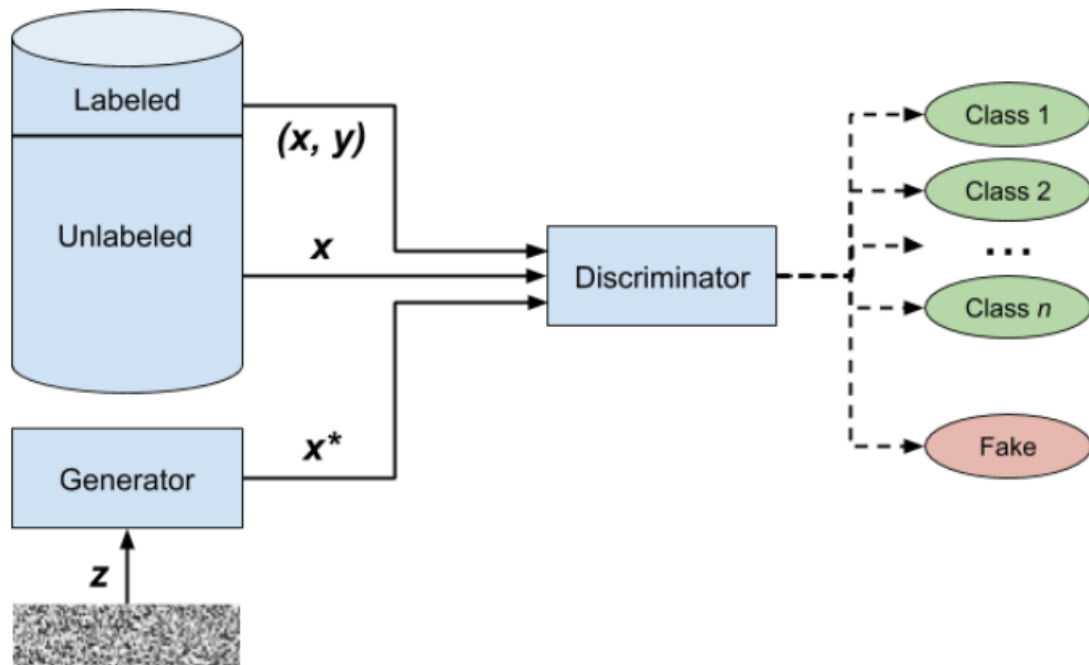 Labeled
(x, y)
Unlabeled
x
Generator
x*
z
Discriminator
Class 1
Class 2
...
Class n
Fake